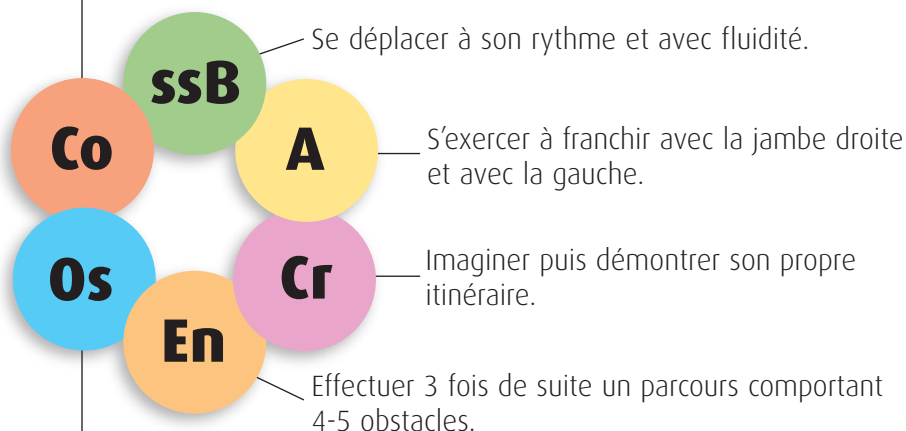 ssB
Se déplacer à son rythme et avec fluidité.
Co
A
S’exercer à franchir avec la jambe droite
et avec la gauche.
Os
Cr
Imaginer puis démontrer son propre
itinéraire.
En
Effectuer 3 fois de suite un parcours comportant
4-5 obstacles.